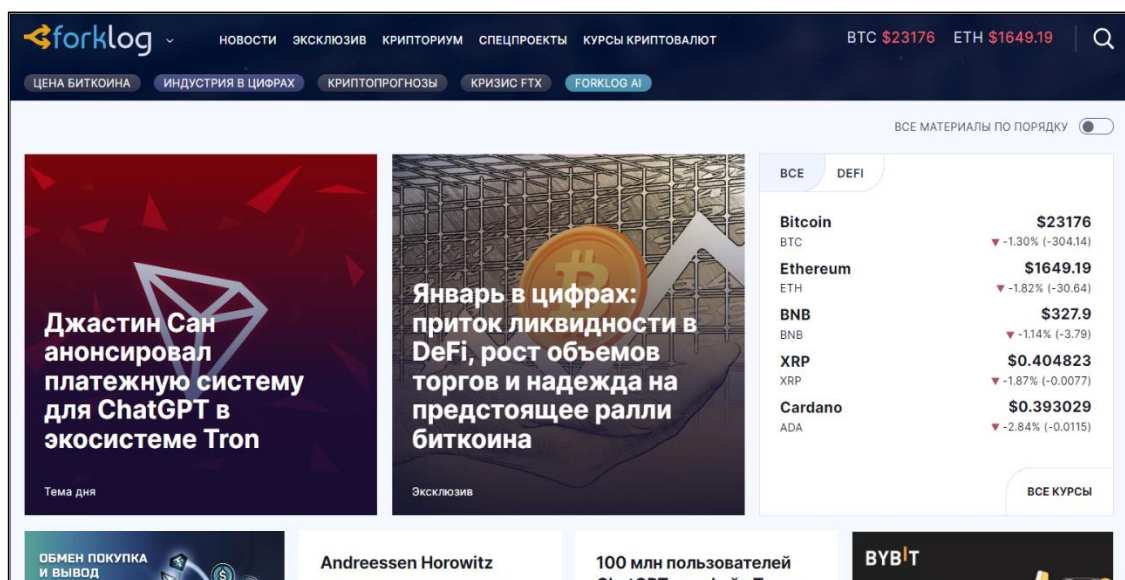 forklog
НОВОСТИ ЭКСКЛЮЗИВ КРИПТОРИУМ СПЕЦПРОЕКТЫ КУРСЫ КРИПТОВАЛЮТ
BTC $23176 ETH $1649.19
ЦЕНА БИТКОИНА ИНДУСТРИЯ В ЦИФРАХ КРИПТОПРОГНОЗЫ КРИЗИС FTX FORKLOG AI
ВСЕ МАТЕРИАЛЫ ПО ПОРЯДКУ
Джастин Сан
анонсировал
платежную систему
для ChatGPT в
экосистеме Tron
Тема дня
Январь в цифрах:
приток ликвидности в
DeFi, рост объемов
торгов и надежда на
предстоящее ралли
биткоина
Эксклюзив
ВСЕ DEFI
Bitcoin $23176
BTC ▼ -1.30% (-304.14)
Ethereum $1649.19
ETH ▼ -1.82% (-30.64)
BNB $327.9
BNB ▼ -1.14% (-3.79)
XRP $0.404823
XRP ▼ -1.87% (-0.0077)
Cardano $0.393029
ADA ▼ -2.84% (-0.0115)
ВСЕ КУРСЫ
ОБМЕН ПОКУПКА
И ВЫВОД
Andreessen Horowitz
100 млн пользователей
BYBIT